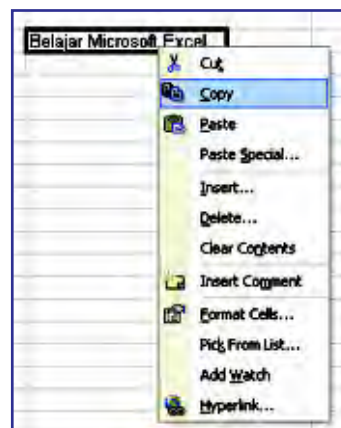 Belajar Microsoft Excel
Cut
Copy
Paste
Paste Special...
Insert...
Delete...
Clear Contents
Insert Comment
Format Cells...
Pick From List...
Add Watch
Hyperlink...